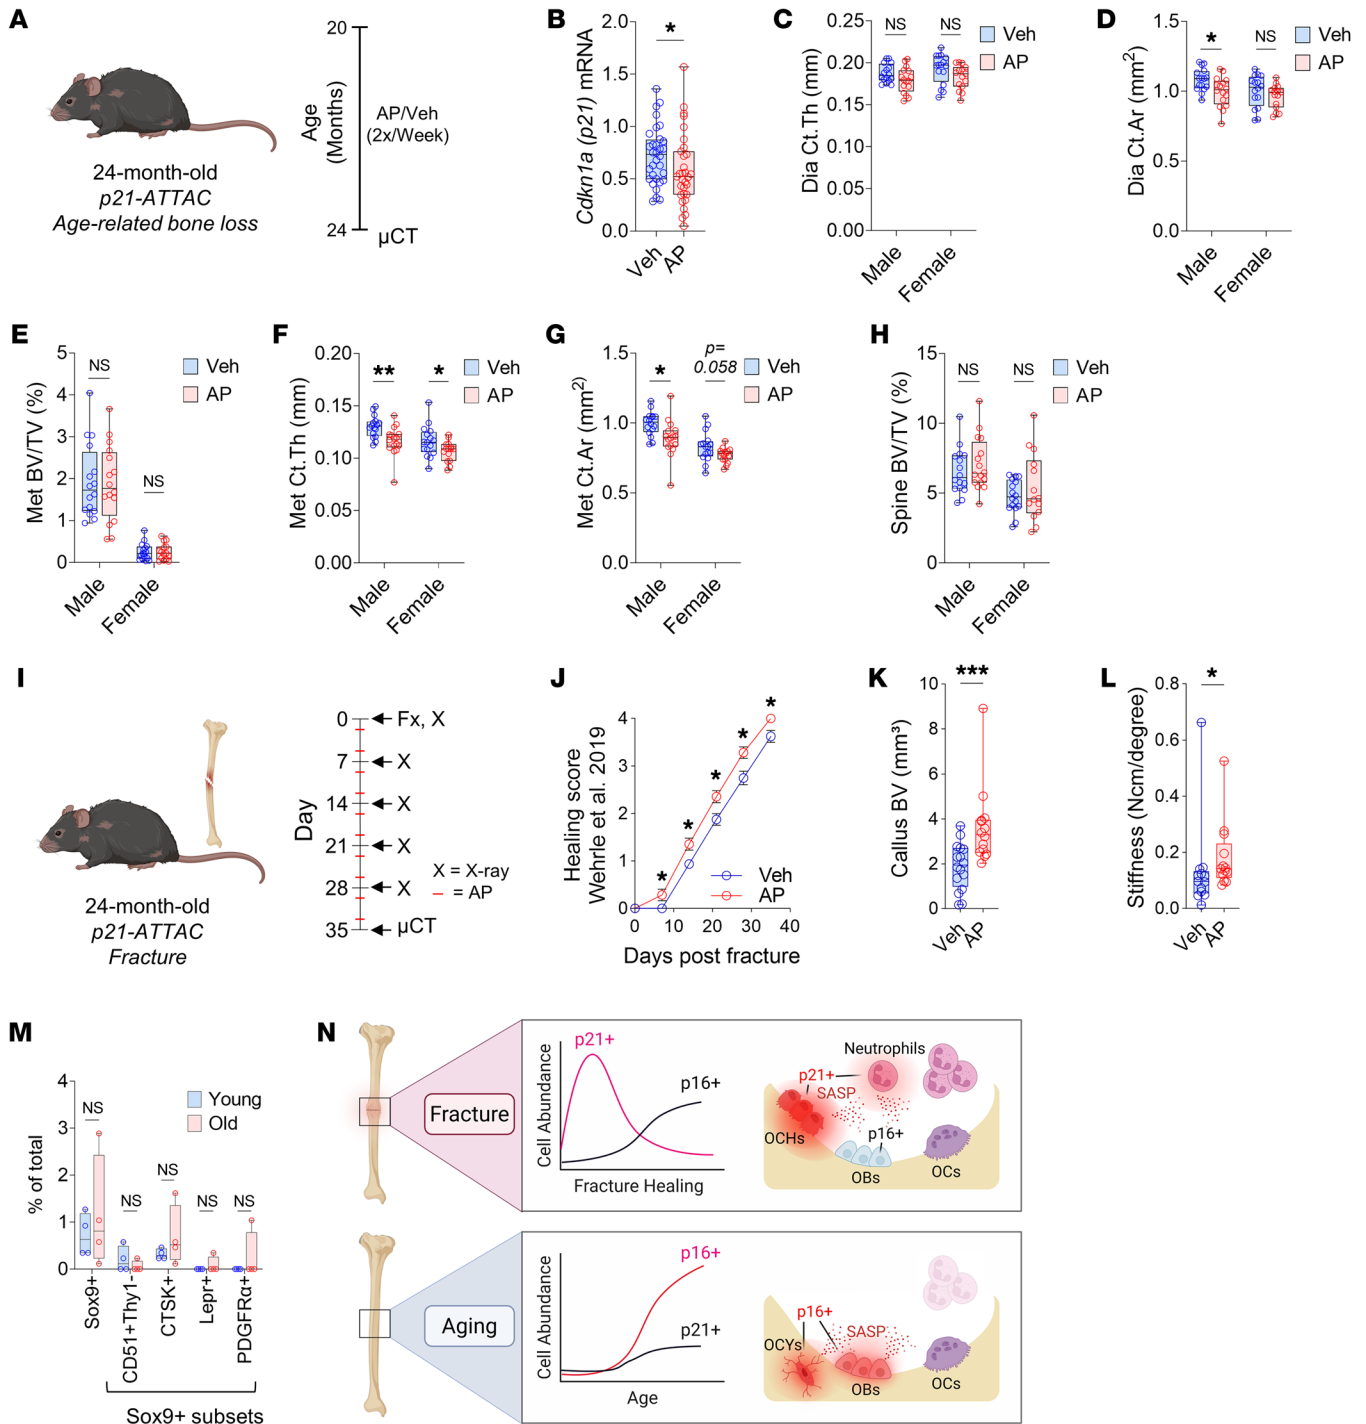 A
24-month-old
p21-ATTAC
Age-related bone loss
Age
(Months)
20
AP/Veh
(2x/Week)
24
µCT
B
Cdkn1a (p21) mRNA
2.0
1.5
1.0
0.5
0.0
*
Veh
AP
C
Dia Ct.Th (mm)
0.25
0.20
0.15
0.10
0.05
0.00
NS
NS
Veh
AP
Male
Female
D
Dia Ct.Ar (mm²)
1.5
1.0
0.5
0.0
*
NS
Veh
AP
Male
Female
E
Met BV/TV (%)
5
4
3
2
1
0
NS
NS
Veh
AP
Male
Female
F
Met Ct.Th (mm)
0.20
0.15
0.10
0.05
0.00
**
*
Veh
AP
Male
Female
G
Met Ct.Ar (mm²)
1.5
1.0
0.5
0.0
*
p=
0.058
Veh
AP
Male
Female
H
Spine BV/TV (%)
15
10
5
0
NS
NS
Veh
AP
Male
Female
I
24-month-old
p21-ATTAC
Fracture
Day
0
Fx, X
7
X
14
X
21
X
28
X
35
µCT
X = X-ray
= AP
J
Healing score
Wehrle et al. 2019
4
3
2
1
0
*
*
*
*
*
Veh
AP
0
10
20
30
40
Days post fracture
K
Callus BV (mm³)
10
8
6
4
2
0
***
Veh
AP
L
Stiffness (Ncm/degree)
0.8
0.6
0.4
0.2
0.0
*
Veh
AP
M
% of total
4
3
2
1
0
NS
NS
NS
NS
NS
Young
Old
Sox9+
CD51+Thy1-
CTSK+
Lepr+
PDGFRα+
Sox9+ subsets
N
Fracture
Cell Abundance
p21+
p16+
Fracture Healing
Neutrophils
p21+
SASP
p16+
OCHs
OBs
OCs
Aging
Cell Abundance
p16+
p21+
Age
p16+
SASP
OCYs
OBs
OCs